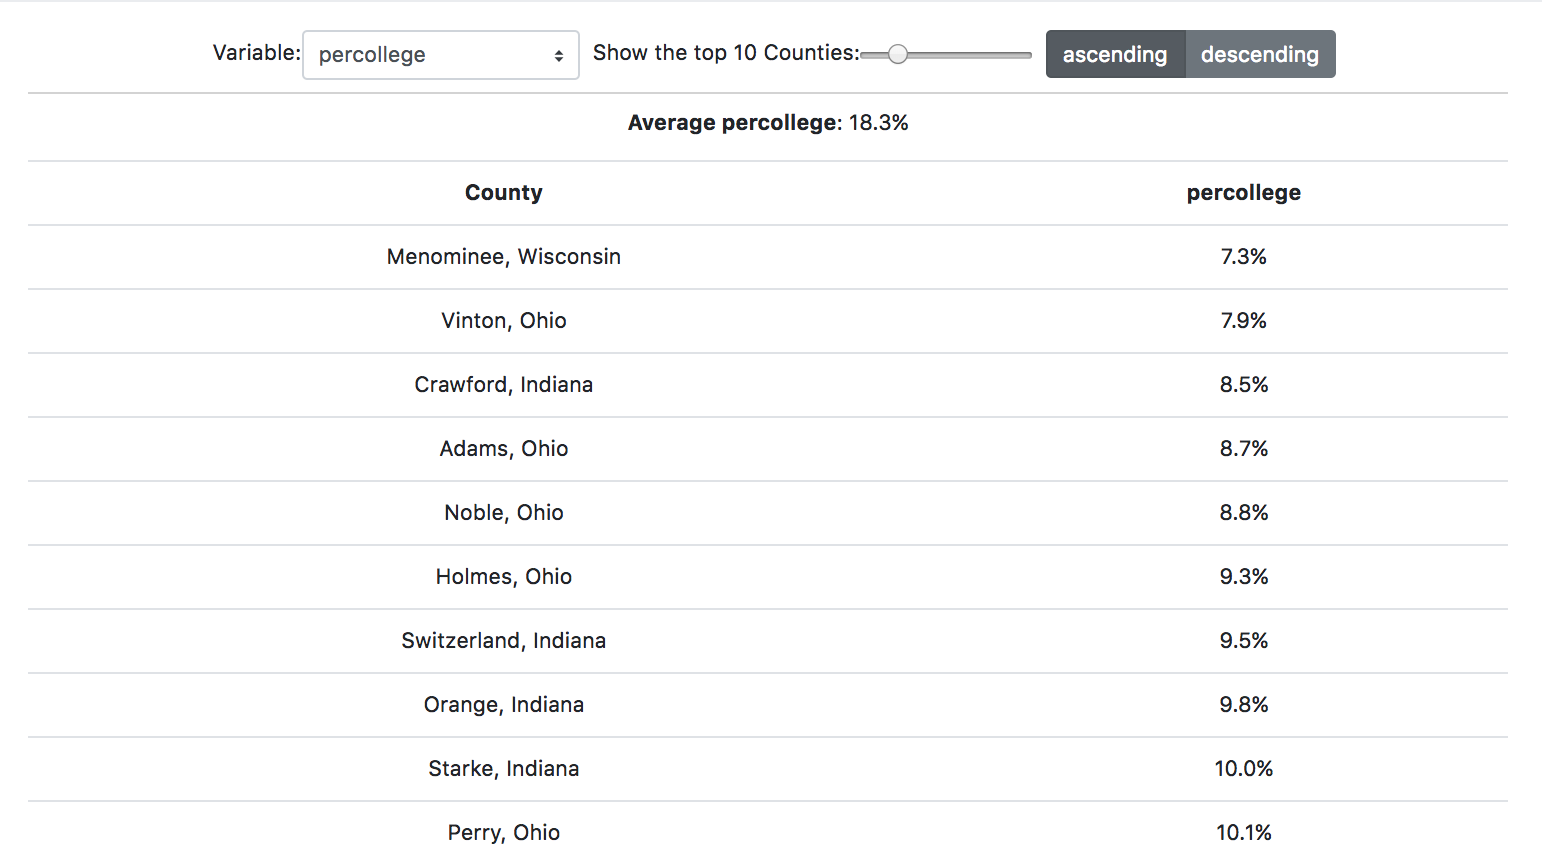 Variable: percollege Show the top 10 Counties: ascending descending
Average percollege: 18.3%
County percollege
Menominee, Wisconsin 7.3%
Vinton, Ohio 7.9%
Crawford, Indiana 8.5%
Adams, Ohio 8.7%
Noble, Ohio 8.8%
Holmes, Ohio 9.3%
Switzerland, Indiana 9.5%
Orange, Indiana 9.8%
Starke, Indiana 10.0%
Perry, Ohio 10.1%